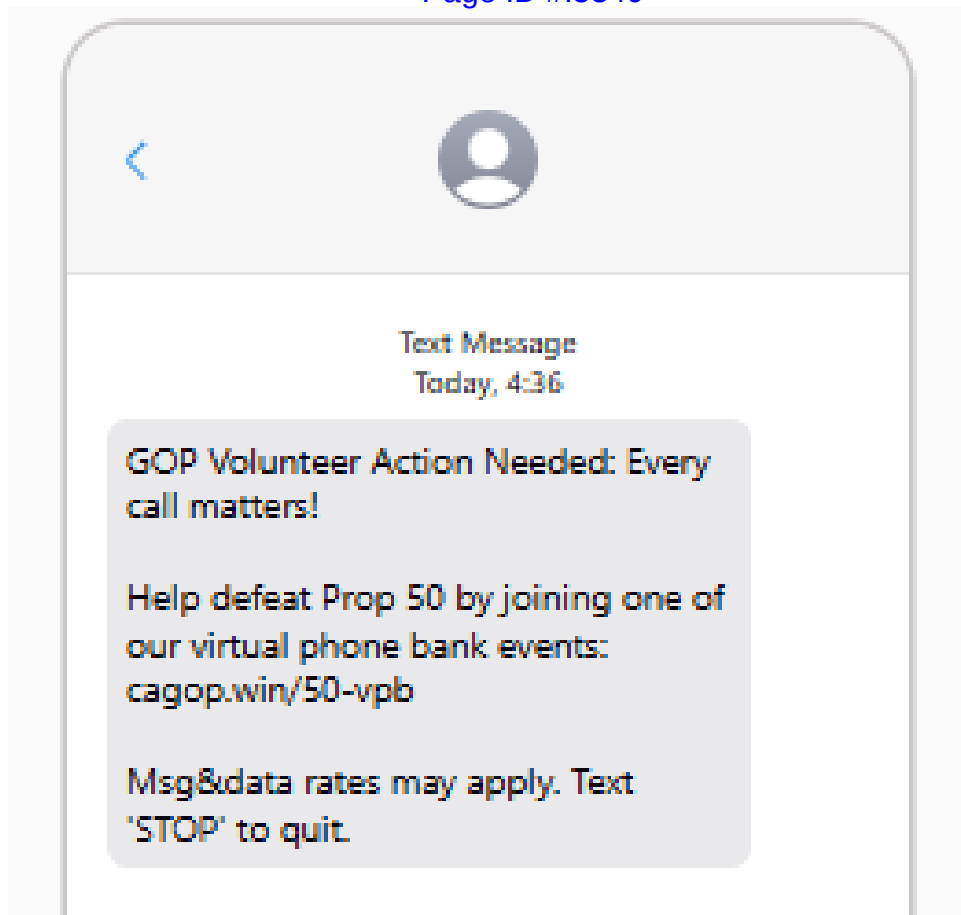 Text Message
Today, 4:36
GOP Volunteer Action Needed: Every
call matters!
Help defeat Prop 50 by joining one of
our virtual phone bank events:
cagop.win/50-vpb
Msg&data rates may apply. Text
'STOP' to quit.